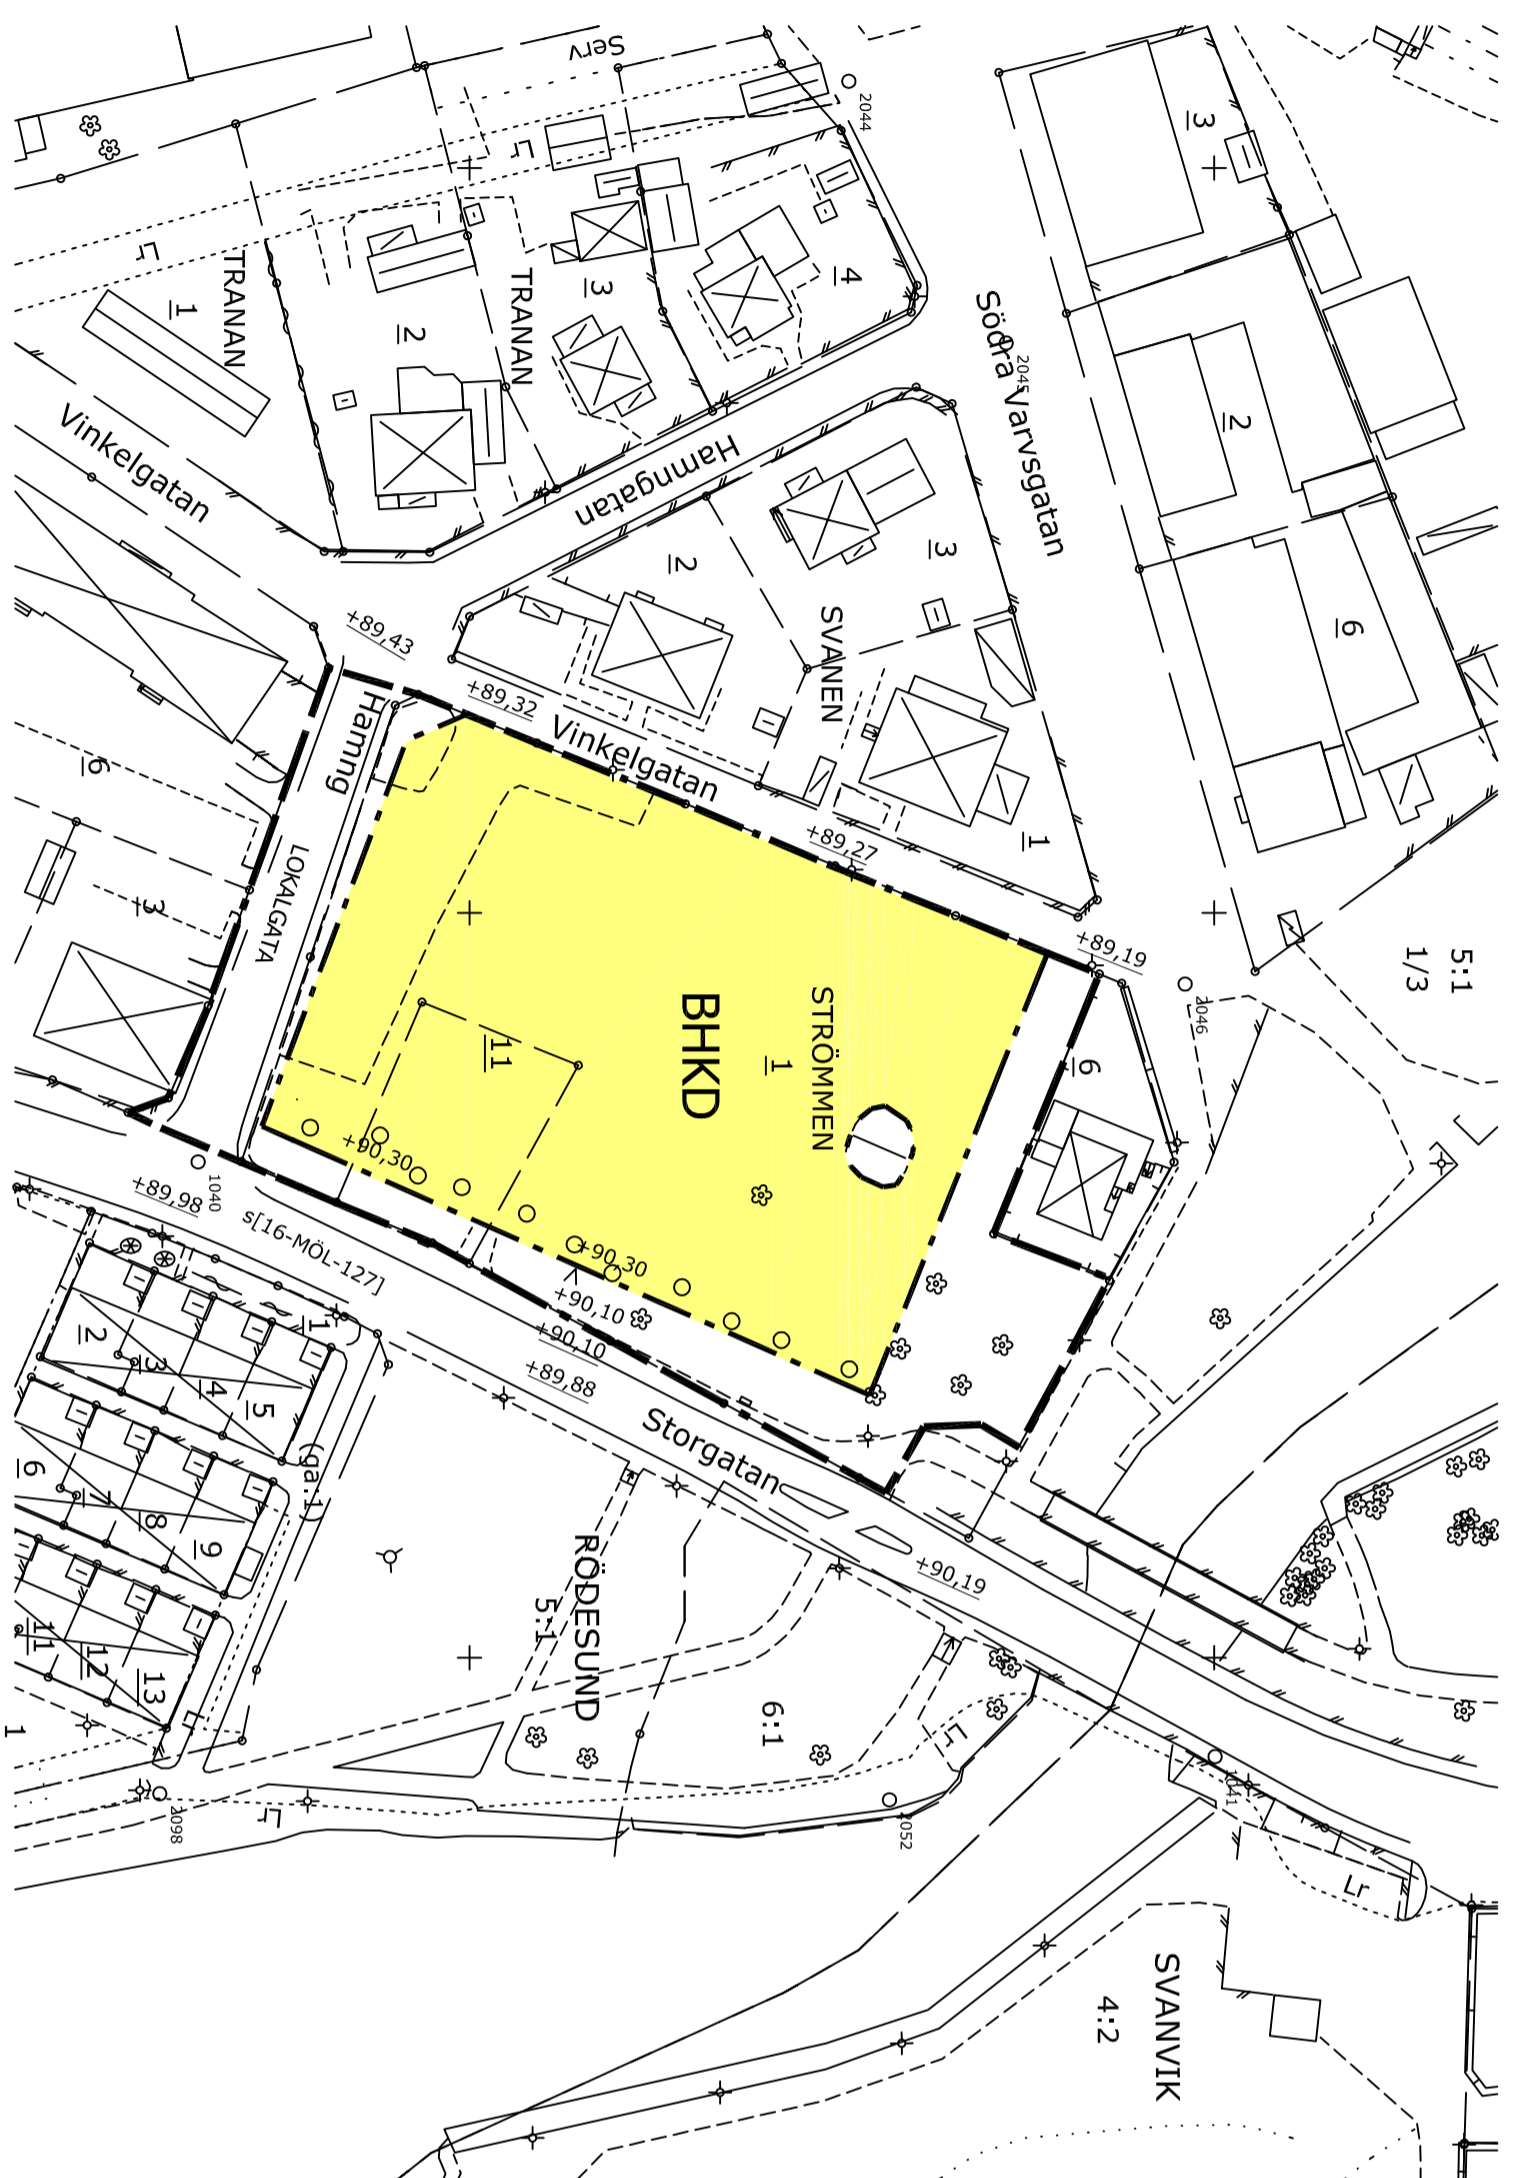 Serv
2044
3
TRANAN
1
2
TRANAN
3
4
Södra Varvsgatan
2045
2
Vinkelgatan
Hamngatan
3
2
SVANEN
6
+89,43
+89,32
Hamng
Vinkelgatan
6
+89,27
1
LOKALGATA
3
+89,19
5:1
1/3
2046
BHKD
STRÖMMEN
1
11
6
+90,30
1040
+89,98
s[16-MÖL-127]
+90,30
+90,10
+90,10
+89,88
1
2
3
4
5
(ga:1)
Storgatan
6
7
8
9
+90,19
RÖDESUND
5:1
11
12
13
6:1
1
2098
2052
1041
Lr
SVANVIK
4:2